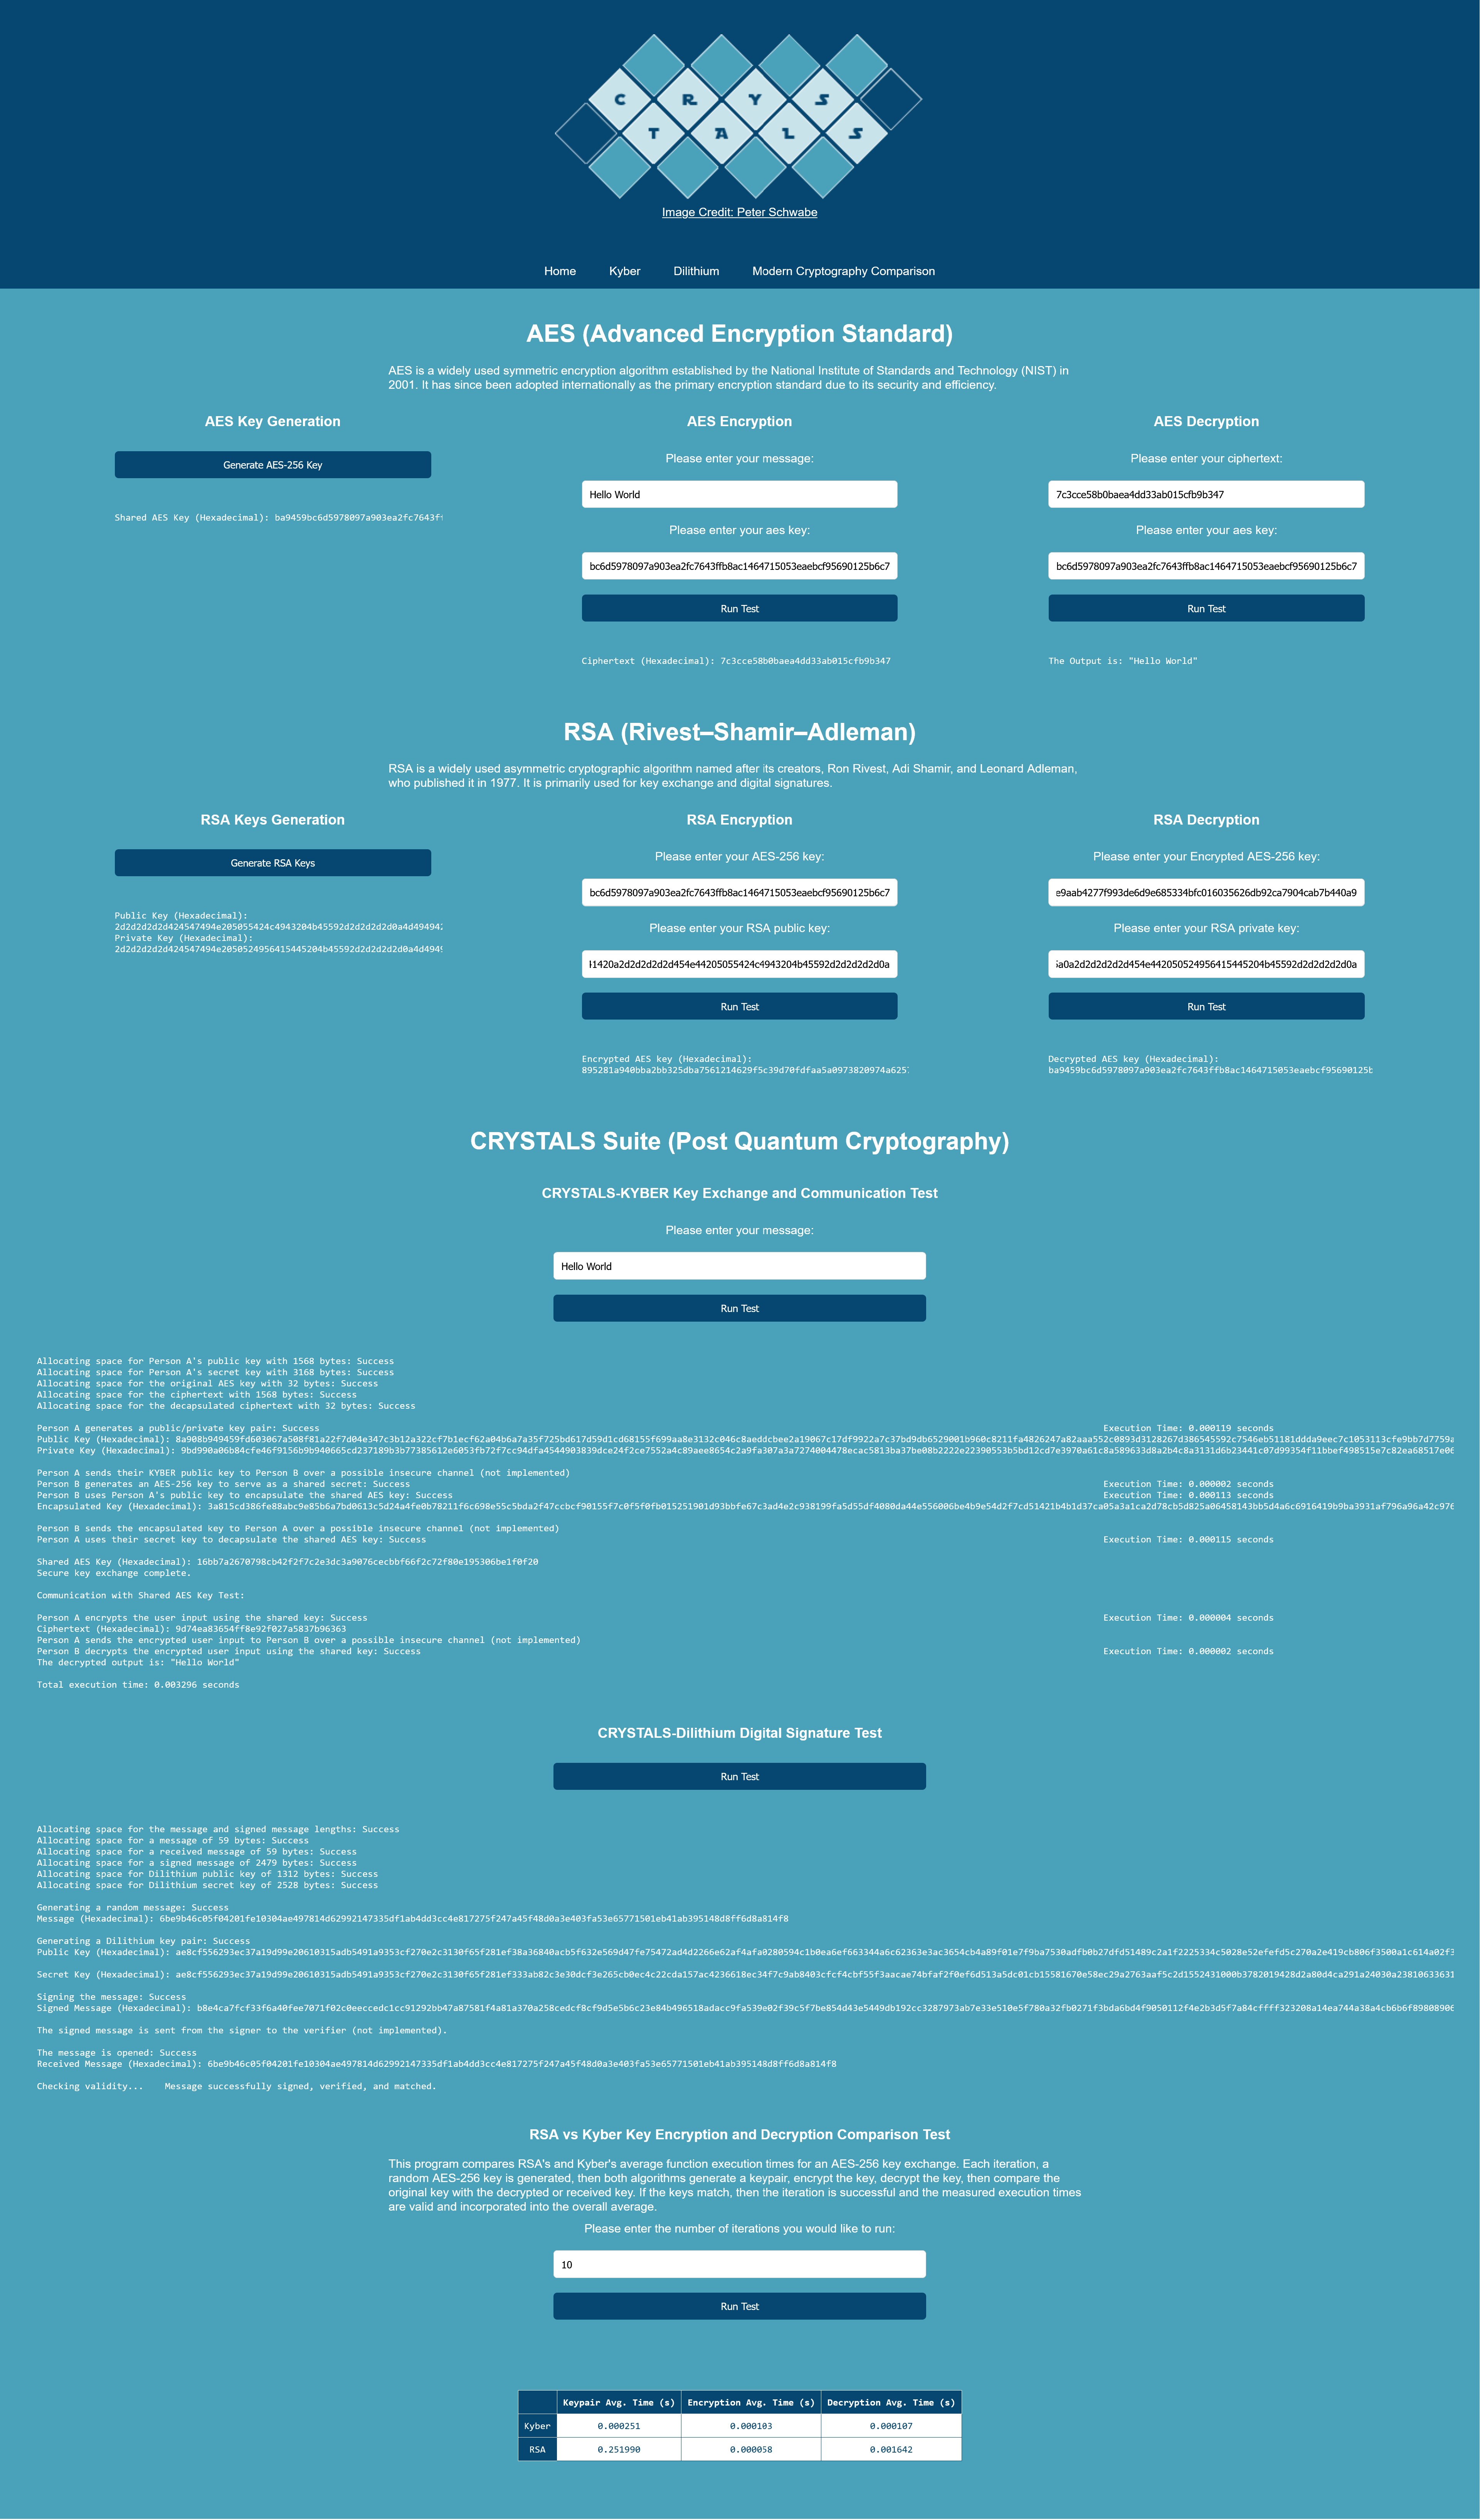 C R Y S
T A L S
Image Credit: Peter Schwabe
Home Kyber Dilithium Modern Cryptography Comparison
AES (Advanced Encryption Standard)
AES is a widely used symmetric encryption algorithm established by the National Institute of Standards and Technology (NIST) in
2001. It has since been adopted internationally as the primary encryption standard due to its security and efficiency.
AES Key Generation
Generate AES-256 Key
Shared AES Key (Hexadecimal): ba9459bc6d5978097a903ea2fc7643f
AES Encryption
Please enter your message:
Hello World
Please enter your aes key:
bc6d5978097a903ea2fc7643ffb8ac1464715053eaebcf95690125b6c7
Run Test
Ciphertext (Hexadecimal): 7c3cce58b0baea4dd33ab015cfb9b347
AES Decryption
Please enter your ciphertext:
7c3cce58b0baea4dd33ab015cfb9b347
Please enter your aes key:
bc6d5978097a903ea2fc7643ffb8ac1464715053eaebcf95690125b6c7
Run Test
The Output is: "Hello World"
RSA (Rivest–Shamir–Adleman)
RSA is a widely used asymmetric cryptographic algorithm named after its creators, Ron Rivest, Adi Shamir, and Leonard Adleman,
who published it in 1977. It is primarily used for key exchange and digital signatures.
RSA Keys Generation
Generate RSA Keys
Public Key (Hexadecimal):
2d2d2d2d2d424547494e205055424c4943204b45592d2d2d2d2d0a4d494942
Private Key (Hexadecimal):
2d2d2d2d2d424547494e2050524956415445204b45592d2d2d2d2d0a4d4949
RSA Encryption
Please enter your AES-256 key:
bc6d5978097a903ea2fc7643ffb8ac1464715053eaebcf95690125b6c7
Please enter your RSA public key:
1420a2d2d2d2d2d454e44205055424c4943204b45592d2d2d2d2d0a
Run Test
Encrypted AES key (Hexadecimal):
895281a940bba2bb325dba7561214629f5c39d70fdfaa5a0973820974a625
RSA Decryption
Please enter your Encrypted AES-256 key:
e9aab4277f993de6d9e685334bfc016035626db92ca7904cab7b440a9
Please enter your RSA private key:
a0a2d2d2d2d2d454e442050524956415445204b45592d2d2d2d2d0a
Run Test
Decrypted AES key (Hexadecimal):
ba9459bc6d5978097a903ea2fc7643ffb8ac1464715053eaebcf95690125b
CRYSTALS Suite (Post Quantum Cryptography)
CRYSTALS-KYBER Key Exchange and Communication Test
Please enter your message:
Hello World
Run Test
Allocating space for Person A's public key with 1568 bytes: Success
Allocating space for Person A's secret key with 3168 bytes: Success
Allocating space for the original AES key with 32 bytes: Success
Allocating space for the ciphertext with 1568 bytes: Success
Allocating space for the decapsulated ciphertext with 32 bytes: Success
Person A generates a public/private key pair: Success Execution Time: 0.000119 seconds
Public Key (Hexadecimal):
Private Key (Hexadecimal):
Person A sends their KYBER public key to Person B over a possible insecure channel (not implemented)
Person B generates an AES-256 key to serve as a shared secret: Success Execution Time: 0.000002 seconds
Person B uses Person A's public key to encapsulate the shared AES key: Success Execution Time: 0.000113 seconds
Encapsulated Key (Hexadecimal):
Person B sends the encapsulated key to Person A over a possible insecure channel (not implemented)
Person A uses their secret key to decapsulate the shared AES key: Success Execution Time: 0.000115 seconds
Shared AES Key (Hexadecimal): 16bb7a2670798cb42f2f7c2e3dc3a9076cecbbf66f2c72f80e195306be1f0f20
Secure key exchange complete.
Communication with Shared AES Key Test:
Person A encrypts the user input using the shared key: Success Execution Time: 0.000004 seconds
Ciphertext (Hexadecimal): 9d74ea83654ff8e92f027a5837b96363
Person A sends the encrypted user input to Person B over a possible insecure channel (not implemented)
Person B decrypts the encrypted user input using the shared key: Success Execution Time: 0.000002 seconds
The decrypted output is: "Hello World"
Total execution time: 0.003296 seconds
CRYSTALS-Dilithium Digital Signature Test
Run Test
Allocating space for the message and signed message lengths: Success
Allocating space for a message of 59 bytes: Success
Allocating space for a received message of 59 bytes: Success
Allocating space for a signed message of 2479 bytes: Success
Allocating space for Dilithium public key of 1312 bytes: Success
Allocating space for Dilithium secret key of 2528 bytes: Success
Generating a random message: Success
Message (Hexadecimal): 6be9b46c05f04201fe10304ae497814d62992147335df1ab4dd3cc4e817275f247a45f48d0a3e403fa53e65771501eb41ab395148d8ff6d8a814f8
Generating a Dilithium key pair: Success
Public Key (Hexadecimal):
Secret Key (Hexadecimal):
Signing the message: Success
Signed Message (Hexadecimal):
The signed message is sent from the signer to the verifier (not implemented).
The message is opened: Success
Received Message (Hexadecimal): 6be9b46c05f04201fe10304ae497814d62992147335df1ab4dd3cc4e817275f247a45f48d0a3e403fa53e65771501eb41ab395148d8ff6d8a814f8
Checking validity... Message successfully signed, verified, and matched.
RSA vs Kyber Key Encryption and Decryption Comparison Test
This program compares RSA's and Kyber's average function execution times for an AES-256 key exchange. Each iteration, a
random AES-256 key is generated, then both algorithms generate a keypair, encrypt the key, decrypt the key, then compare the
original key with the decrypted or received key. If the keys match, then the iteration is successful and the measured execution times
are valid and incorporated into the overall average.
Please enter the number of iterations you would like to run:
10
Run Test
Keypair Avg. Time (s) Encryption Avg. Time (s) Decryption Avg. Time (s)
Kyber 0.000251 0.000103 0.000107
RSA 0.251990 0.000058 0.001642